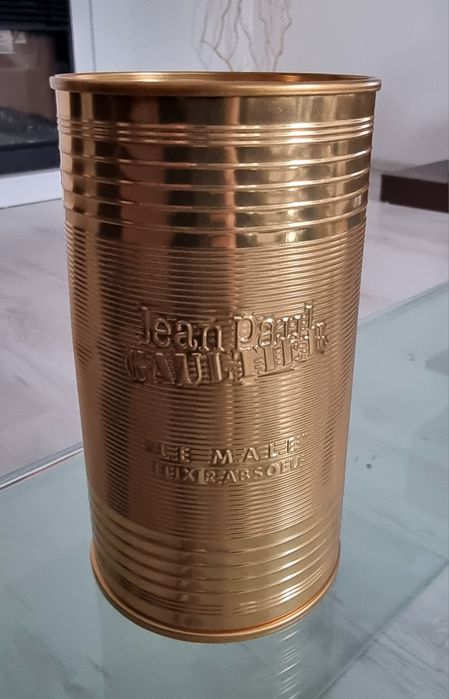 Jean Paul
GAULTIER
"LE MALE"
ELIXIR ABSOLU